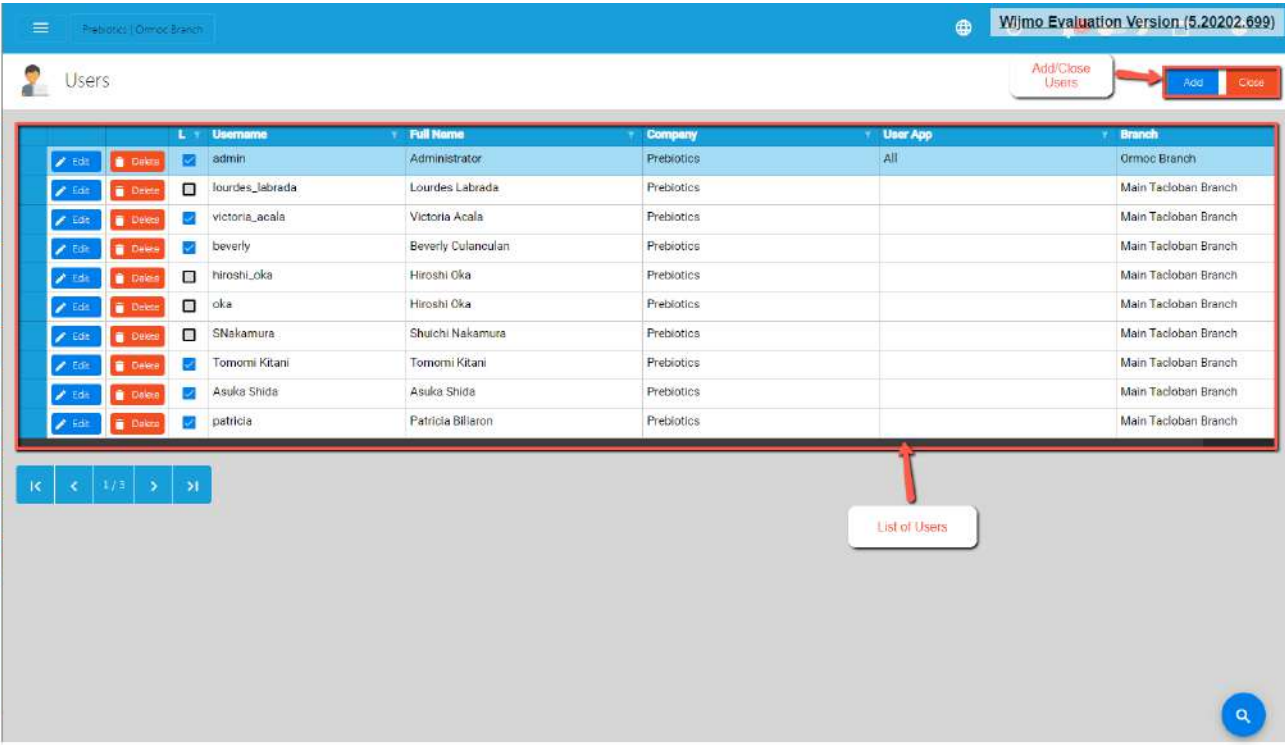 Prebiotics | Ormoc Branch
Wijmo Evaluation Version (5.20202.699)
Users
Add/Close
Users
Add Close
L Username Full Name Company User App Branch
Edit Delete admin Administrator Prebiotics All Ormoc Branch
Edit Delete lourdes_labrada Lourdes Labrada Prebiotics Main Tacloban Branch
Edit Delete victoria_acala Victoria Acala Prebiotics Main Tacloban Branch
Edit Delete beverly Beverly Culanculan Prebiotics Main Tacloban Branch
Edit Delete hiroshi_oka Hiroshi Oka Prebiotics Main Tacloban Branch
Edit Delete oka Hiroshi Oka Prebiotics Main Tacloban Branch
Edit Delete SNakamura Shuichi Nakamura Prebiotics Main Tacloban Branch
Edit Delete Tomomi Kitani Tomomi Kitani Prebiotics Main Tacloban Branch
Edit Delete Asuka Shida Asuka Shida Prebiotics Main Tacloban Branch
Edit Delete patricia Patricia Biliaron Prebiotics Main Tacloban Branch
1 / 3
List of Users